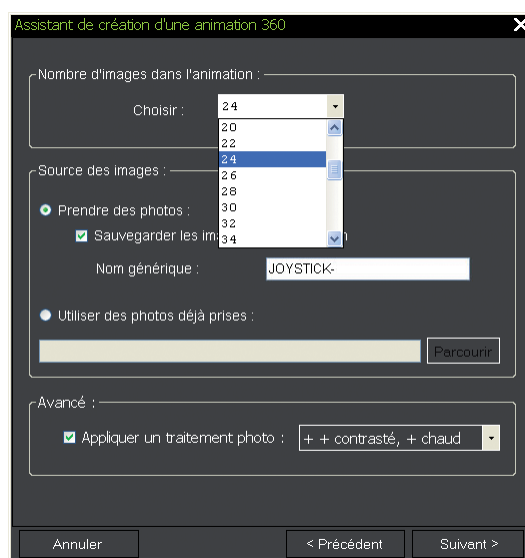 Assistant de création d'une animation 360
Nombre d'images dans l'animation :
Choisir : 24
20
22
24
26
28
30
32
34
Source des images :
Prendre des photos :
Sauvegarder les
Nom générique : JOYSTICK-
Utiliser des photos déjà prises :
Parcourir
Avancé :
Appliquer un traitement photo : + + contrasté, + chaud
Annuler < Précédent Suivant >